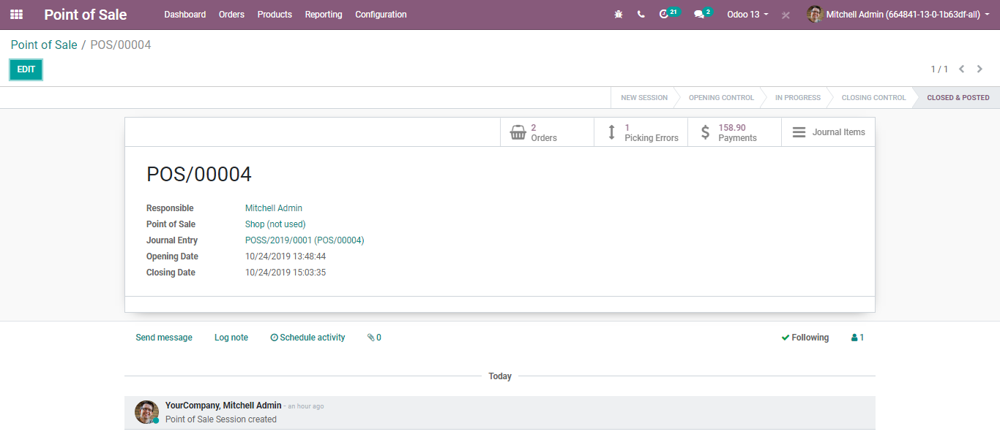 Point of Sale Dashboard Orders Products Reporting Configuration 21 2 Odoo 13 Mitchell Admin (664841-13-0-1b63df-all)
Point of Sale / POS/00004
EDIT 1 / 1
NEW SESSION OPENING CONTROL IN PROGRESS CLOSING CONTROL CLOSED & POSTED
2 Orders 1 Picking Errors $ 158.90 Payments Journal Items
POS/00004
Responsible Mitchell Admin
Point of Sale Shop (not used)
Journal Entry POSS/2019/0001 (POS/00004)
Opening Date 10/24/2019 13:48:44
Closing Date 10/24/2019 15:03:35
Send message Log note Schedule activity 0 Following 1
Today
YourCompany, Mitchell Admin - an hour ago
Point of Sale Session created